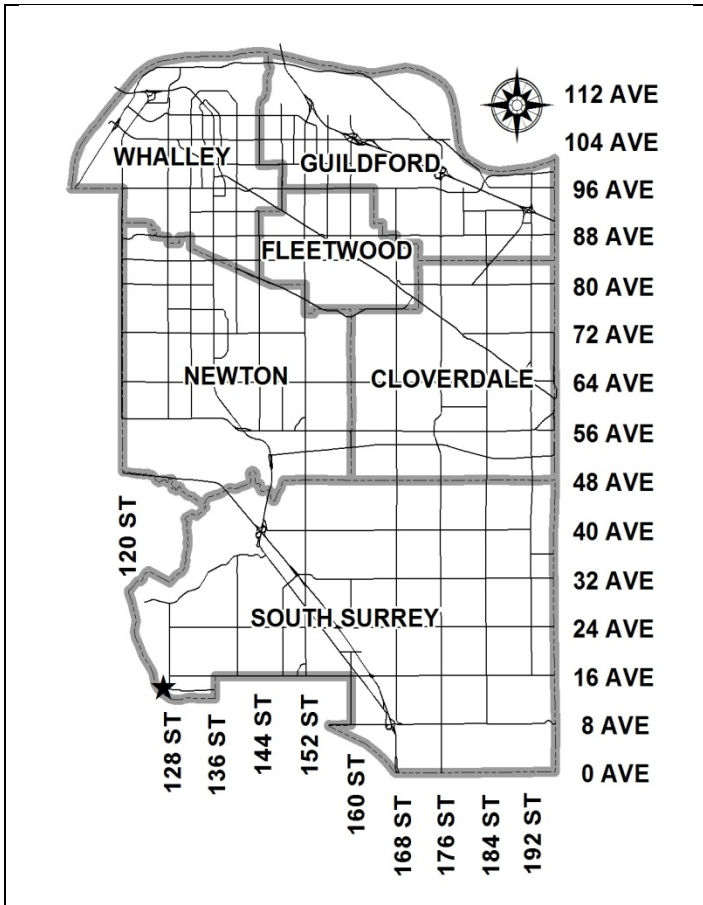 112 AVE
104 AVE
WHALLEY
GUILDFORD
96 AVE
88 AVE
FLEETWOOD
80 AVE
72 AVE
NEWTON
CLOVERDALE
64 AVE
56 AVE
48 AVE
120 ST
40 AVE
32 AVE
SOUTH SURREY
24 AVE
16 AVE
8 AVE
0 AVE
128 ST
136 ST
144 ST
152 ST
160 ST
168 ST
176 ST
184 ST
192 ST